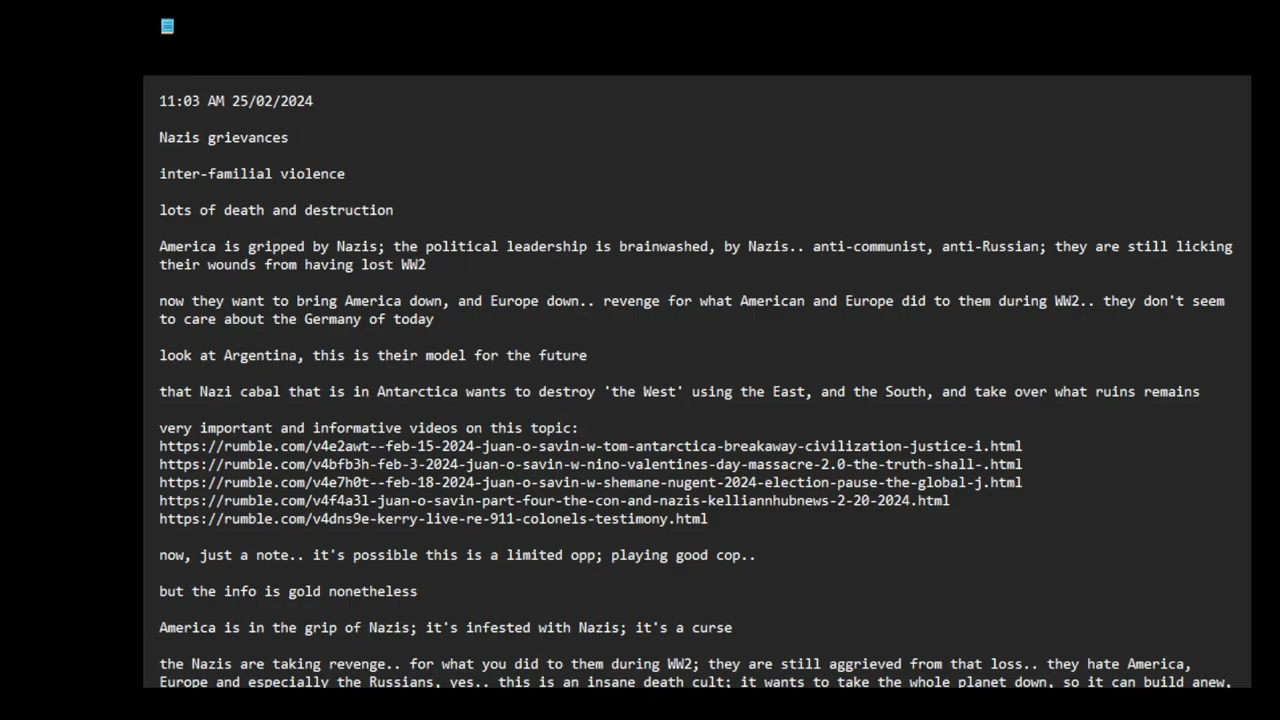 11:03 AM 25/02/2024
Nazis grievances
inter-familial violence
lots of death and destruction
America is gripped by Nazis; the political leadership is brainwashed, by Nazis.. anti-communist, anti-Russian; they are still licking
their wounds from having lost WW2
now they want to bring America down, and Europe down.. revenge for what American and Europe did to them during WW2.. they don't seem
to care about the Germany of today
look at Argentina, this is their model for the future
that Nazi cabal that is in Antarctica wants to destroy 'the West' using the East, and the South, and take over what ruins remains
very important and informative videos on this topic:
https://rumble.com/v4e2awt--feb-15-2024-juan-o-savin-w-tom-antarctica-breakaway-civilization-justice-i.html
https://rumble.com/v4bfb3h-feb-3-2024-juan-o-savin-w-nino-valentines-day-massacre-2.0-the-truth-shall-.html
https://rumble.com/v4e7h0t--feb-18-2024-juan-o-savin-w-shemane-nugent-2024-election-pause-the-global-j.html
https://rumble.com/v4f4a3l-juan-o-savin-part-four-the-con-and-nazis-kelliannhubnews-2-20-2024.html
https://rumble.com/v4dns9e-kerry-live-re-911-colonels-testimony.html
now, just a note.. it's possible this is a limited opp; playing good cop..
but the info is gold nonetheless
America is in the grip of Nazis; it's infested with Nazis; it's a curse
the Nazis are taking revenge.. for what you did to them during WW2; they are still aggrieved from that loss.. they hate America,
Europe and especially the Russians, yes.. this is an insane death cult; it wants to take the whole planet down, so it can build anew,